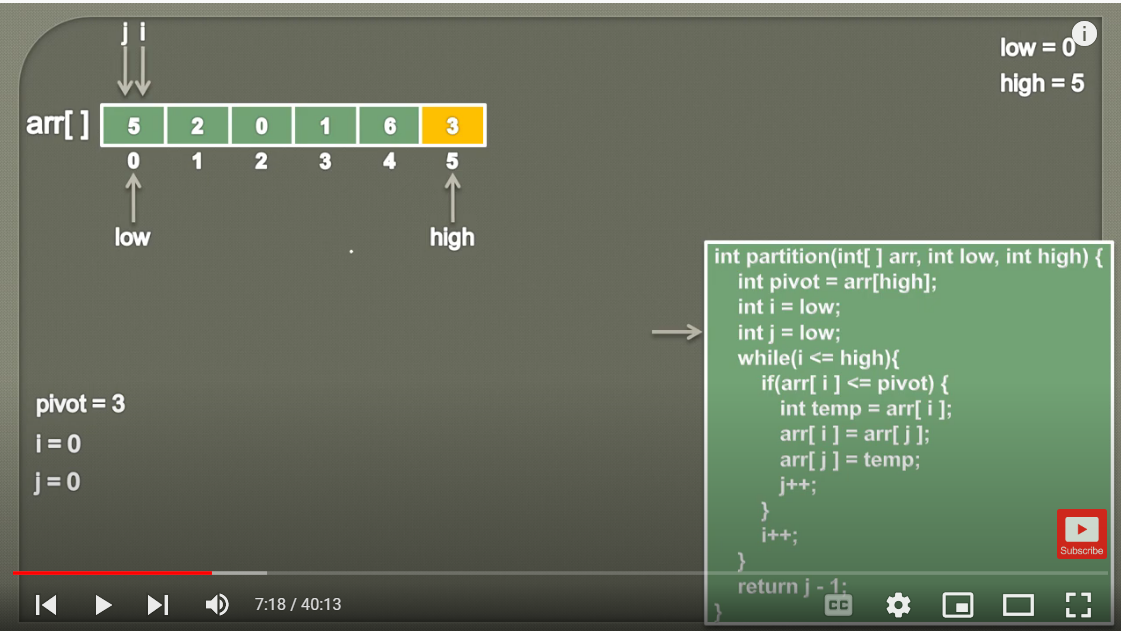 j i
low = 0
high = 5
arr[ ] 5 2 0 1 6 3
0 1 2 3 4 5
low high
int partition(int[ ] arr, int low, int high) {
int pivot = arr[high];
int i = low;
int j = low;
while(i <= high){
if(arr[ i ] <= pivot) {
int temp = arr[ i ];
arr[ i ] = arr[ j ];
arr[ j ] = temp;
j++;
}
i++;
}
return j - 1;
}
pivot = 3
i = 0
j = 0
Subscribe
7:18 / 40:13
CC